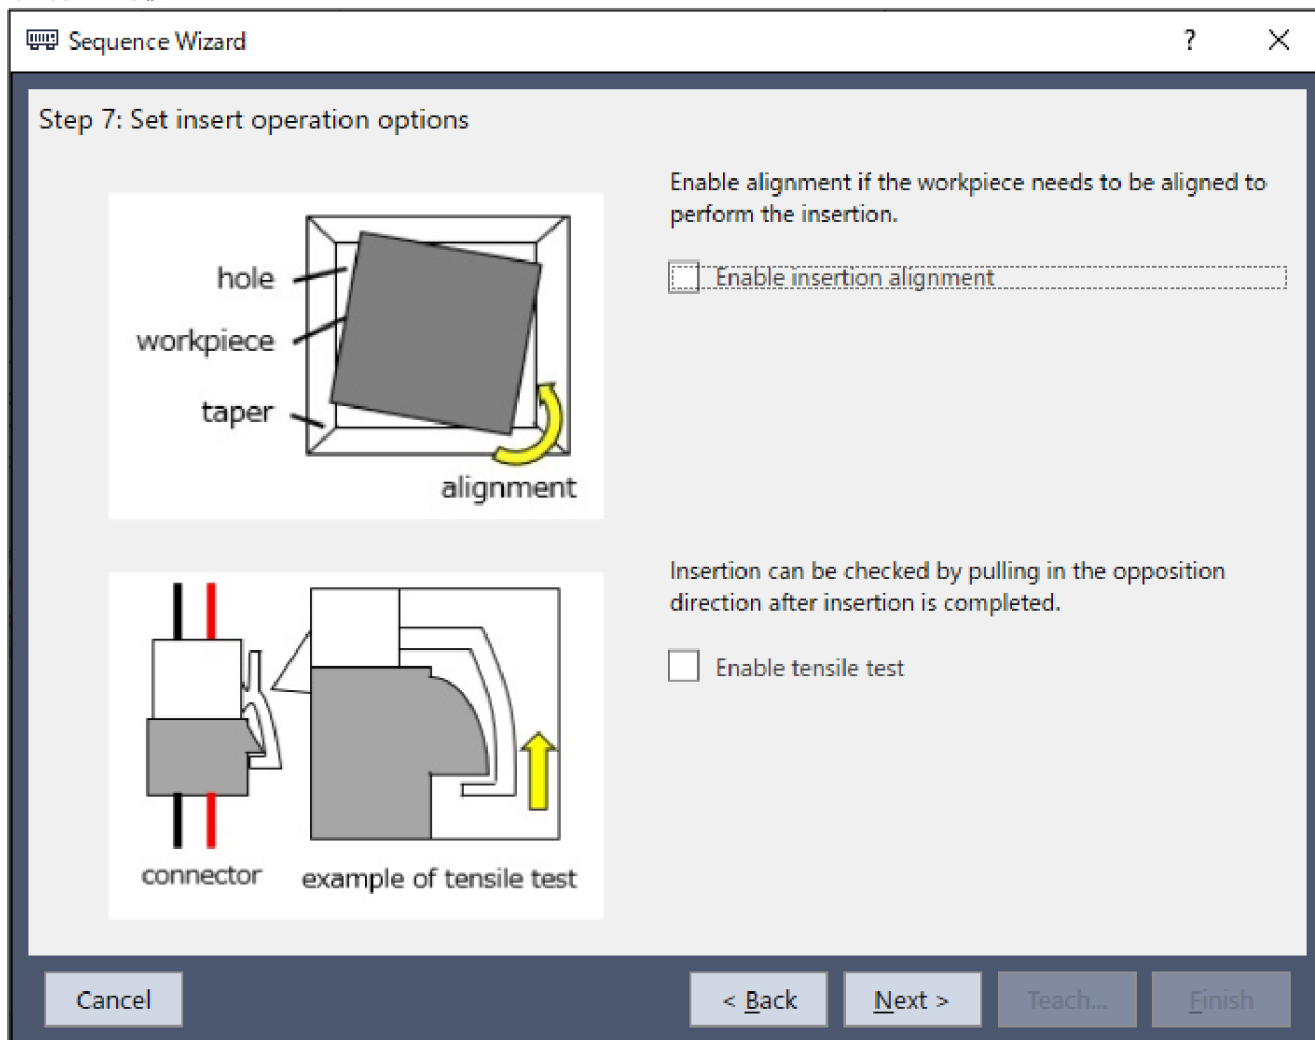 Sequence Wizard
?
Step 7: Set insert operation options
Enable alignment if the workpiece needs to be aligned to
perform the insertion.
Enable insertion alignment
hole
workpiece
taper
alignment
Insertion can be checked by pulling in the opposition
direction after insertion is completed.
Enable tensile test
connector
example of tensile test
Cancel
< Back
Next >
Teach...
Finish